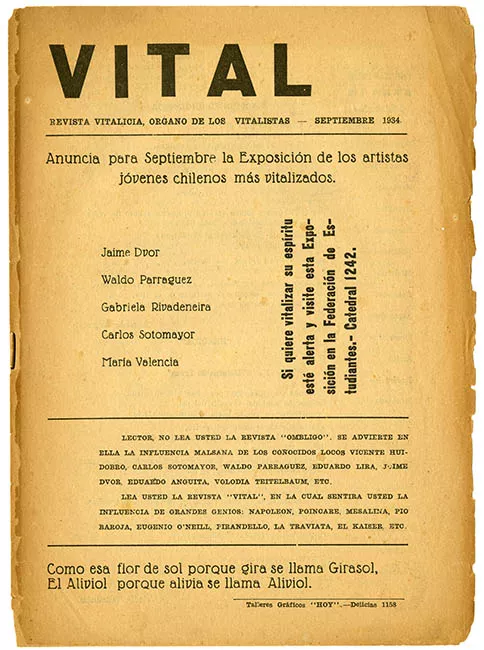 VITAL
REVISTA VITALICIA, ORGANO DE LOS VITALISTAS — SEPTIEMBRE 1934
Anuncia para Septiembre la Exposición de los artistas
jóvenes chilenos más vitalizados.
Jaime Dvor
Waldo Parraguez
Gabriela Rivadeneira
Carlos Sotomayor
María Valencia
Si quiere vitalizar su espíritu
esté alerta y visite esta Expo-
sición en la Federación de Es-
tudiantes.- Catedral 1242.
LECTOR, NO LEA USTED LA REVISTA "OMBLIGO". SE ADVIERTE EN
ELLA LA INFLUENCIA MALSANA DE LOS CONOCIDOS LOCOS VICENTE HUI-
DOBRO, CARLOS SOTOMAYOR, WALDO PARRAGUEZ, EDUARDO LIRA, JAIME
DVOR, EDUARDO ANGUITA, VOLODIA TEITELBAUM, ETC.
LEA USTED LA REVISTA "VITAL", EN LA CUAL SENTIRA USTED LA
INFLUENCIA DE GRANDES GENIOS: NAPOLEON, POINCARE, MESALINA, PIO
BAROJA, EUGENIO O'NEILL, PIRANDELLO, LA TRAVIATA, EL KAISER, ETC.
Como esa flor de sol porque gira se llama Girasol,
El Aliviol porque alivia se llama Aliviol.
Talleres Gráficos "HOY".—Delicias 1158